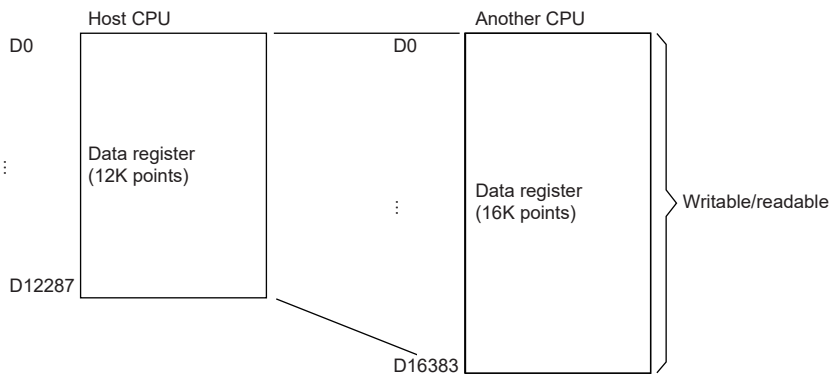 Host CPU
Another CPU
D0
D0
Data register
(12K points)
⋮
Data register
(16K points)
⋮
Writable/readable
D12287
D16383